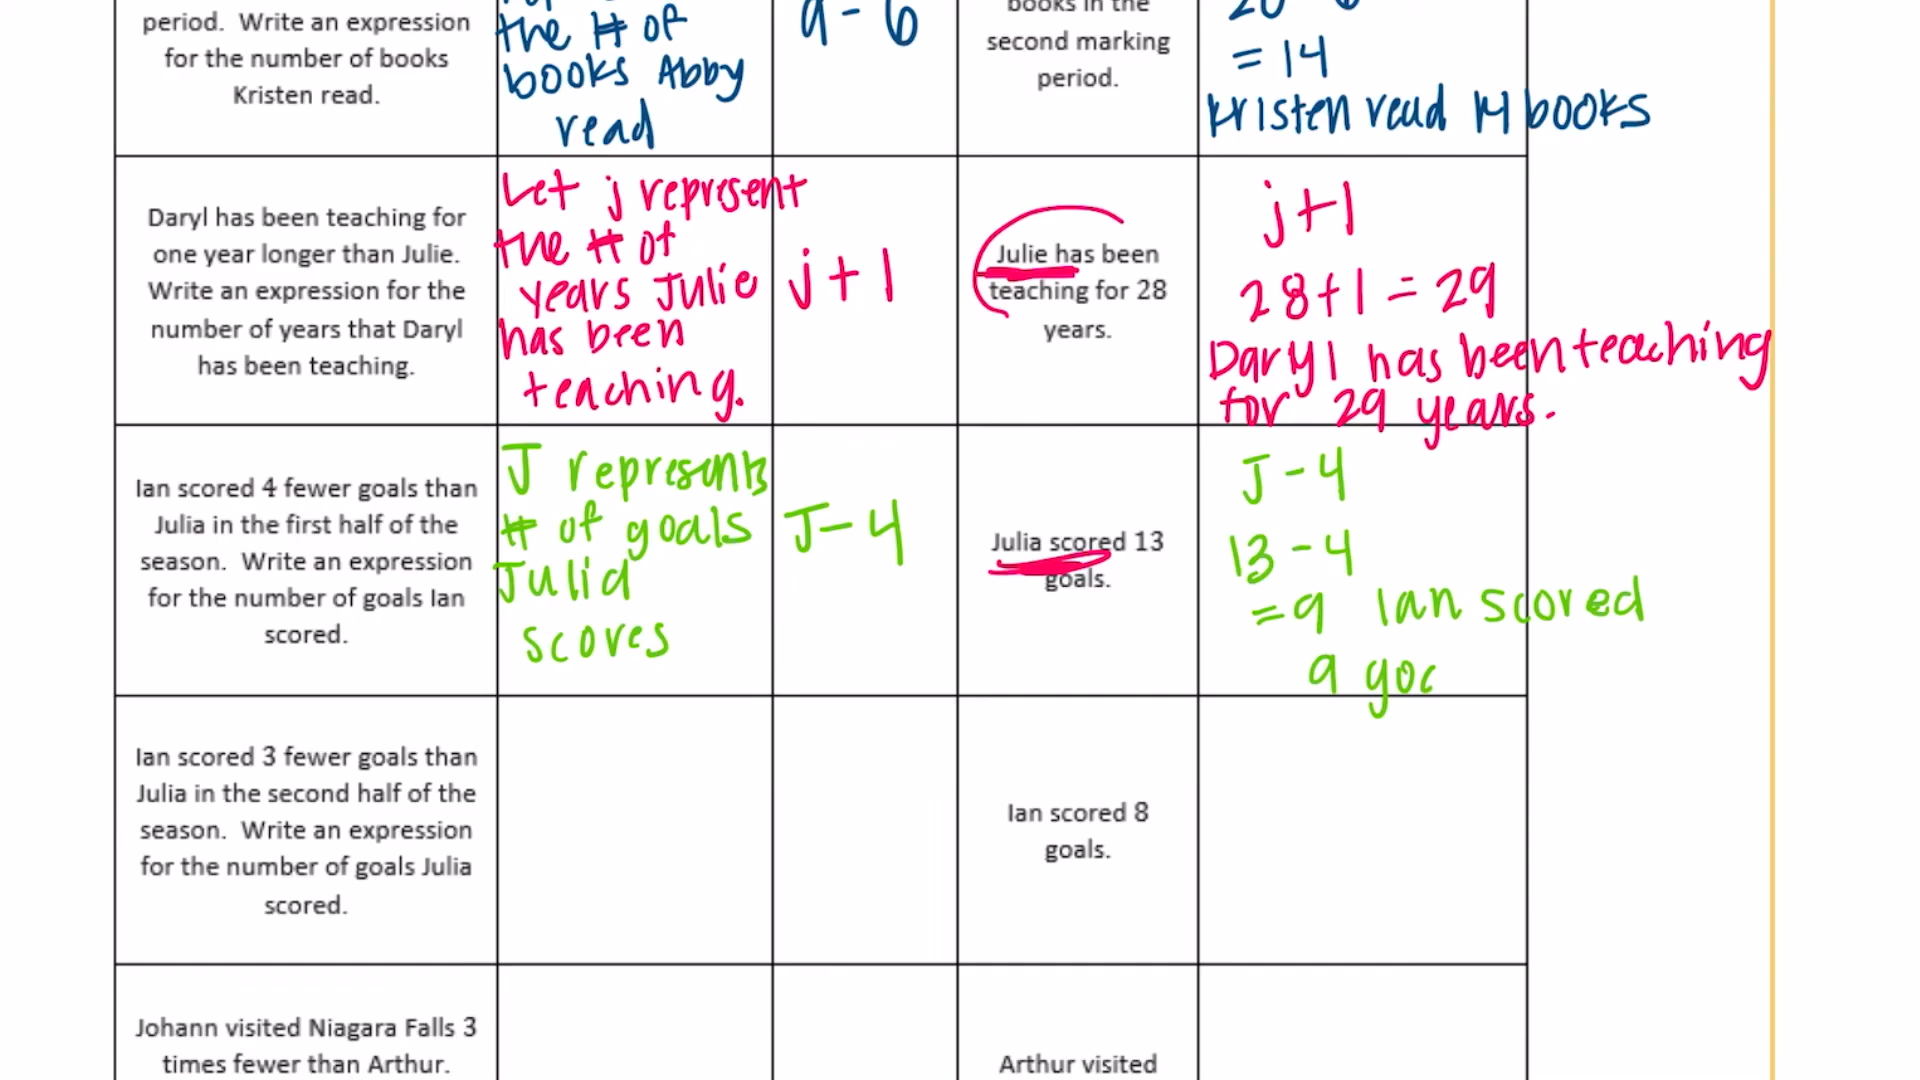 period. Write an expression
for the number of books
Kristen read.
the # of
books Abby
read
a - 6
second marking
period.
= 14
Kristen read 14 books
Daryl has been teaching for
one year longer than Julie.
Write an expression for the
number of years that Daryl
has been teaching.
Let j represent
the # of
years Julie
has been
teaching.
j + 1
Julie has been
teaching for 28
years.
j + 1
28 + 1 = 29
Daryl has been teaching
for 29 years.
Ian scored 4 fewer goals than
Julia in the first half of the
season. Write an expression
for the number of goals Ian
scored.
J represents
# of goals
Julia
scores
J - 4
Julia scored 13
goals.
J - 4
13 - 4
= 9 Ian scored
9 goa
Ian scored 3 fewer goals than
Julia in the second half of the
season. Write an expression
for the number of goals Julia
scored.
Ian scored 8
goals.
Johann visited Niagara Falls 3
times fewer than Arthur.
Arthur visited